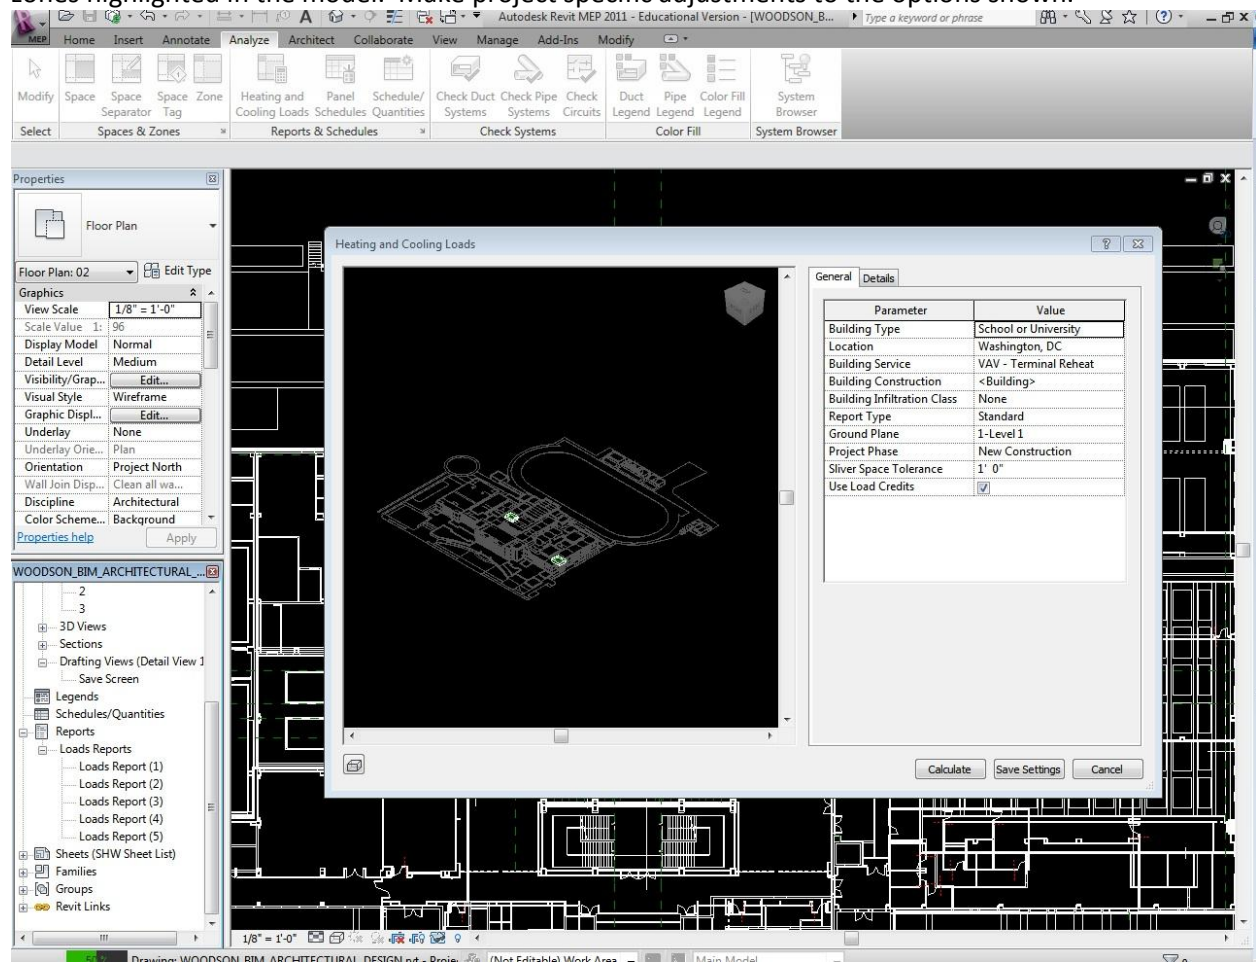 zones highlighted in the model. Make project specific adjustments to the options shown.
Autodesk Revit MEP 2011 - Educational Version - [WOODSON_B...
Type a keyword or phrase
MEP
Home Insert Annotate Analyze Architect Collaborate View Manage Add-Ins Modify
Modify Space Space Separator Space Tag Zone Heating and Cooling Loads Panel Schedules Schedule/ Quantities Check Duct Systems Check Pipe Systems Check Circuits Duct Legend Pipe Legend Color Fill Legend System Browser
Select Spaces & Zones Reports & Schedules Check Systems Color Fill System Browser
Properties
Floor Plan
Floor Plan: 02 Edit Type
Graphics
View Scale 1/8" = 1'-0"
Scale Value 1: 96
Display Model Normal
Detail Level Medium
Visibility/Grap... Edit...
Visual Style Wireframe
Graphic Displ... Edit...
Underlay None
Underlay Orie... Plan
Orientation Project North
Wall Join Disp... Clean all wa...
Discipline Architectural
Color Scheme... Background
Properties help Apply
WOODSON_BIM_ARCHITECTURAL_...
2
3
3D Views
Sections
Drafting Views (Detail View 1
Save Screen
Legends
Schedules/Quantities
Reports
Loads Reports
Loads Report (1)
Loads Report (2)
Loads Report (3)
Loads Report (4)
Loads Report (5)
Sheets (SHW Sheet List)
Families
Groups
Revit Links
Heating and Cooling Loads
General Details
Parameter Value
Building Type School or University
Location Washington, DC
Building Service VAV - Terminal Reheat
Building Construction <Building>
Building Infiltration Class None
Report Type Standard
Ground Plane 1-Level 1
Project Phase New Construction
Sliver Space Tolerance 1' 0"
Use Load Credits
Calculate Save Settings Cancel
1/8" = 1'-0"
Drawing: WOODSON_BIM_ARCHITECTURAL_DESIGN.rvt - Proje (Not Editable) Work Area Main Model